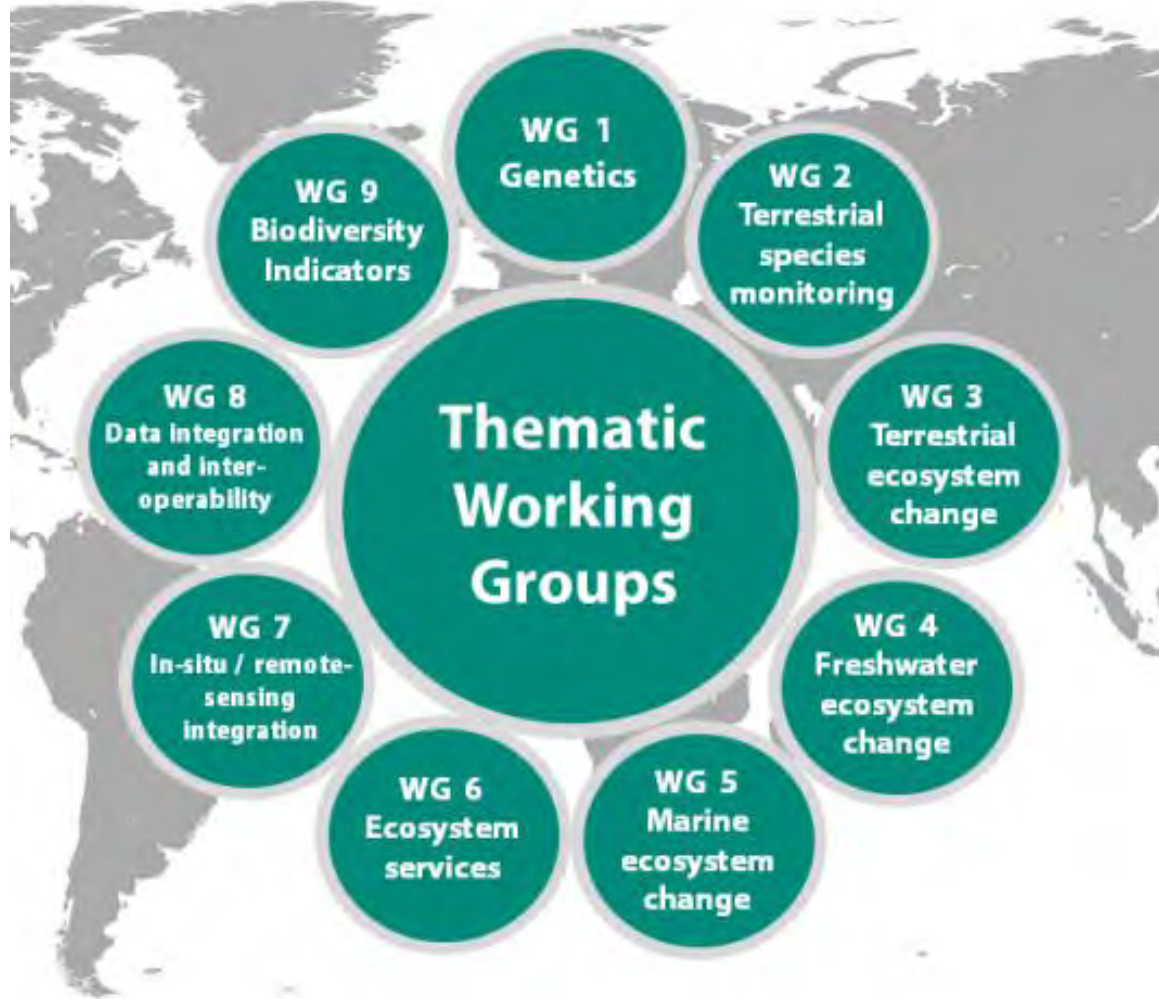 WG 1
Genetics
WG 2
Terrestrial
species
monitoring
WG 3
Terrestrial
ecosystem
change
WG 4
Freshwater
ecosystem
change
WG 5
Marine
ecosystem
change
WG 6
Ecosystem
services
WG 7
In-situ / remote-
sensing
integration
WG 8
Data integration
and inter-
operability
WG 9
Biodiversity
Indicators
Thematic
Working
Groups